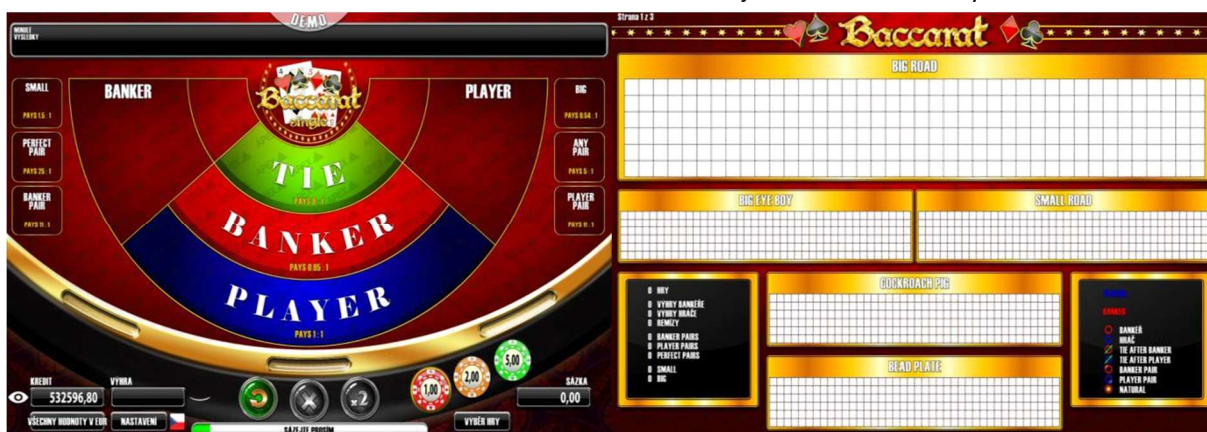 DEMO
MINULÉ
VÝSLEDKY
SMALL
PAYS 1.5 : 1
PERFECT
PAIR
PAYS 25 : 1
BANKER
PAIR
PAYS 11 : 1
BANKER
PLAYER
Baccarat
single
TIE
BANKER
PAYS 0.95 : 1
PLAYER
PAYS 1 : 1
BIG
PAYS 0.54 : 1
ANY
PAIR
PAYS 5 : 1
PLAYER
PAIR
PAYS 11 : 1
1,00
2,00
5,00
x2
KREDIT
532596,80
VÝHRA
SÁZKA
0,00
VŠECHNY HODNOTY V EUR
NASTAVENÍ
SÁZEJTE PROSÍM
VÝBĚR HRY
Strana 1 z 3
Baccarat
BIG ROAD
BIG EYE BOY
SMALL ROAD
COCKROACH PIG
BEAD PLATE
0 HRY
0 VÝHRY BANKÉŘE
0 VÝHRY HRÁČE
0 REMÍZY
0 BANKER PAIRS
0 PLAYER PAIRS
0 PERFECT PAIRS
0 SMALL
0 BIG
BANKER
BANKÉŘ
HRÁČ
TIE AFTER BANKER
TIE AFTER PLAYER
BANKER PAIR
PLAYER PAIR
NATURAL